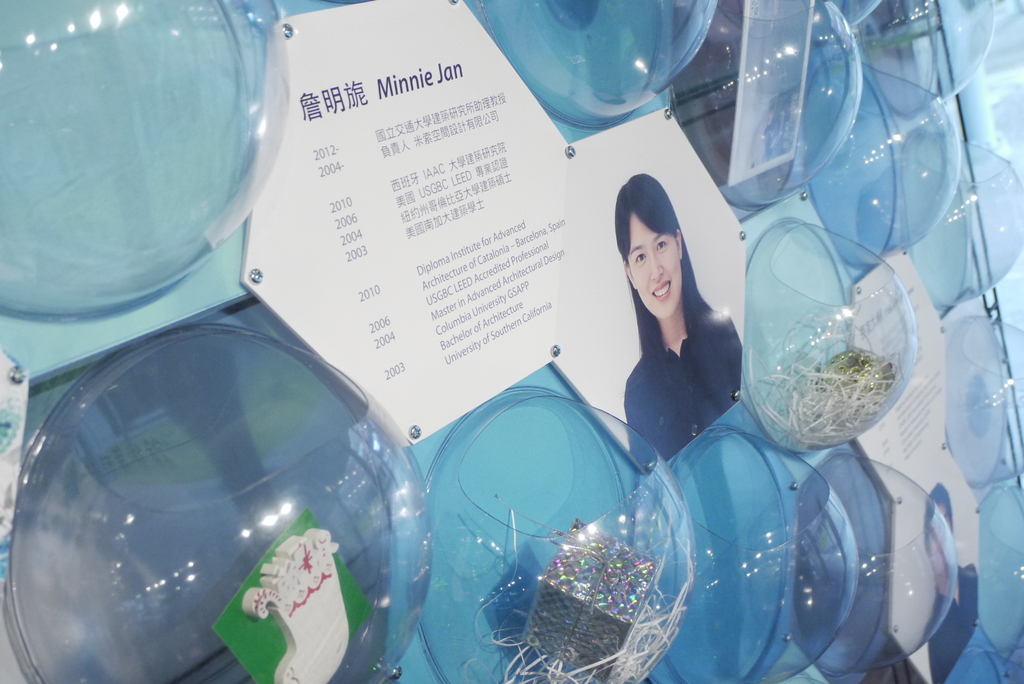 詹明旎 Minnie Jan
2012- 國立交通大學建築研究所助理教授
2004- 負責人 米索空間設計有限公司
2010 西班牙 IAAC 大學建築研究院
2006 美國 USGBC LEED 專業認證
2004 紐約州哥倫比亞大學建築碩士
2003 美國南加大建築學士
2010 Diploma Institute for Advanced
Architecture of Catalonia – Barcelona, Spain
2006 USGBC LEED Accredited Professional
2004 Master in Advanced Architectural Design
Columbia University GSAPP
2003 Bachelor of Architecture
University of Southern California